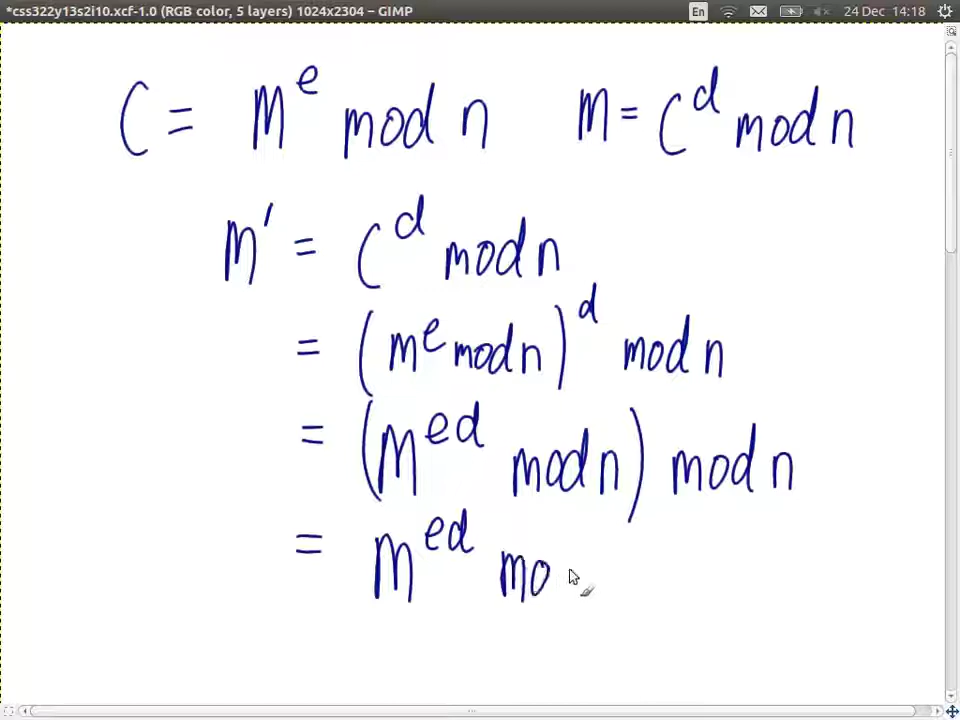 *css322y13s2i10.xcf-1.0 (RGB color, 5 layers) 1024x2304 – GIMP En 24 Dec 14:18
C = M^e mod n M = C^d mod n
M' = C^d mod n
= (M^e mod n)^d mod n
= (M^ed mod n) mod n
= M^ed mo